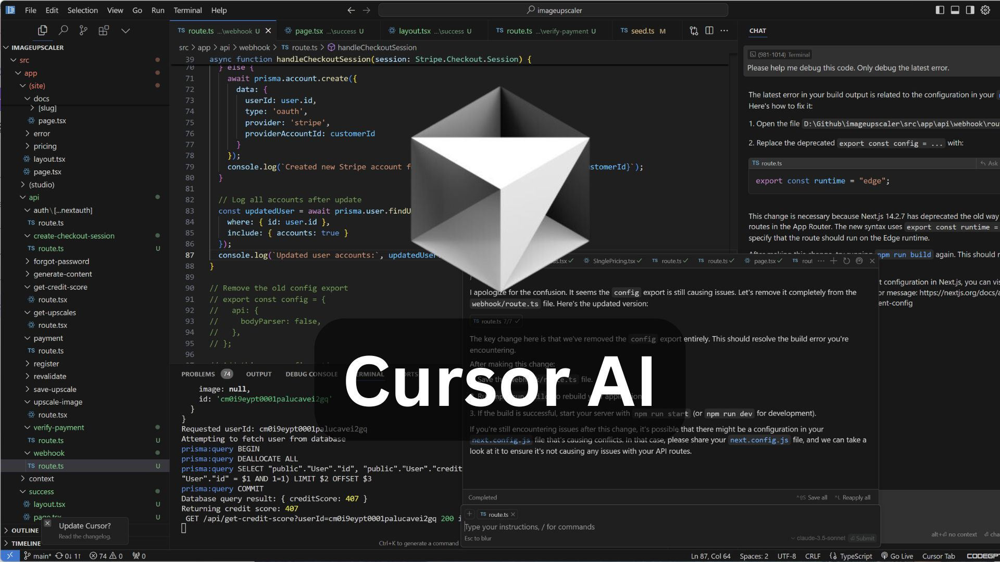 File Edit Selection View Go Run Terminal Help
imageupscaler
TS route.ts ...\webhook U
page.tsx ...\success U
layout.tsx ...\success U
TS route.ts ...\verify-payment U
TS seed.ts M
CHAT
IMAGEUPSCALER
src
app
(site)
docs
[slug]
page.tsx
error
pricing
layout.tsx
page.tsx
(studio)
api
auth\[...nextauth]
TS route.ts
create-checkout-session
TS route.ts U
forgot-password
generate-content
get-credit-score
route.tsx
get-upscales
route.tsx
payment
TS route.ts
register
revalidate
save-upscale
upscale-image
route.tsx
verify-payment
TS route.ts U
webhook
TS route.ts U
context
success
layout.tsx U
page.tsx U
Update Cursor?
Read the changelog.
OUTLINE
TIMELINE
src > app > api > webhook > TS route.ts > handleCheckoutSession
39 async function handleCheckoutSession(session: Stripe.Checkout.Session) {
70 } else {
71 await prisma.account.create({
72 data: {
73 userId: user.id,
74 type: 'oauth',
75 provider: 'stripe',
76 providerAccountId: customerId
77 }
78 });
79 console.log(`Created new Stripe account f stomerId}`);
80 }
81
82 // Log all accounts after update
83 const updatedUser = await prisma.user.findU
84 where: { id: user.id },
85 include: { accounts: true }
86 });
87 console.log(`Updated user accounts:`, updatedUser
88 }
89
90 // Remove the old config export
91 // export const config = {
92 // api: {
93 // bodyParser: false,
94 // },
95 // };
96
PROBLEMS 74 OUTPUT DEBUG CONSOLE TERMINAL PORTS
image: null,
id: 'cm0i9eypt0001palucavei2gq'
}
}
Requested userId: cm0i9eypt0001palucavei2gq
Attempting to fetch user from database
prisma:query BEGIN
prisma:query DEALLOCATE ALL
prisma:query SELECT "public"."User"."id", "public"."User"."credit
"User"."id" = $1 AND 1=1) LIMIT $2 OFFSET $3
prisma:query COMMIT
Database query result: { creditScore: 407 }
Returning credit score: 407
GET /api/get-credit-score?userId=cm0i9eypt0001palucavei2gq 200 i
Ctrl+K to generate a command
Cursor AI
(981-1014) Terminal
Please help me debug this code. Only debug the latest error.
The latest error in your build output is related to the configuration in your
Here's how to fix it:
1. Open the file D:\Github\imageupscaler\src\app\api\webhook\rou
2. Replace the deprecated export const config = ... with:
TS route.ts Ask
export const runtime = "edge";
This change is necessary because Next.js 14.2.7 has deprecated the old way
routes in the App Router. The new syntax uses export const runtime =
specify that the route should run on the Edge runtime.
After making this change, try running npm run build again. This should r
t configuration in Next.js, you can vis
or message: https://nextjs.org/docs/a
ent-config
us.tsx SInglePricing.tsx TS route.ts TS route.ts page.tsx TS rout
I apologize for the confusion. It seems the config export is still causing issues. Let's remove it completely from the
webhook/route.ts file. Here's the updated version:
TS route.ts 7/7
The key change here is that we've removed the config export entirely. This should resolve the build error you're
encountering.
After making this change:
Save the webhook/route.ts file.
2. Run npm run build to rebuild your application
3. If the build is successful, start your server with npm run start (or npm run dev for development).
If you're still encountering issues after this change, it's possible that there might be a configuration in your
next.config.js file that's causing conflicts. In that case, please share your next.config.js file, and we can take a
look at it to ensure it's not causing any issues with your API routes.
Completed
Save all
Reapply all
TS route.ts
Type your instructions, / for commands
Esc to blur
claude-3.5-sonnet Submit
alt+⏎ no context ⏎ cha
main* 0↓ 1↑ 74 0 0
Ln 87, Col 64 Spaces: 2 UTF-8 CRLF TypeScript Go Live Cursor Tab CODEGP